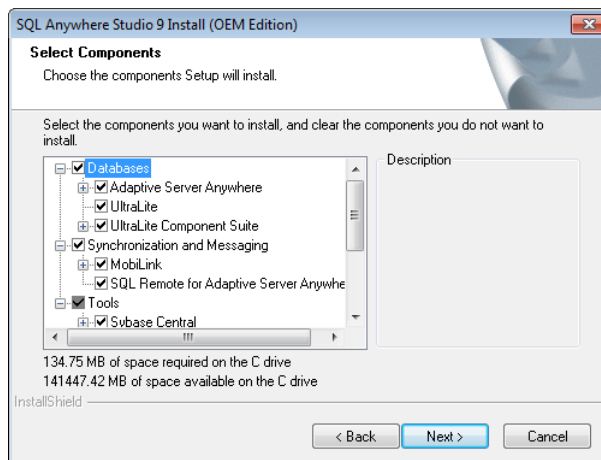 SQL Anywhere Studio 9 Install (OEM Edition)
Select Components
Choose the components Setup will install.
Select the components you want to install, and clear the components you do not want to
install.
Databases
Adaptive Server Anywhere
UltraLite
UltraLite Component Suite
Synchronization and Messaging
MobiLink
SQL Remote for Adaptive Server Anywhe
Tools
Sybase Central
Description
134.75 MB of space required on the C drive
141447.42 MB of space available on the C drive
InstallShield
< Back
Next >
Cancel